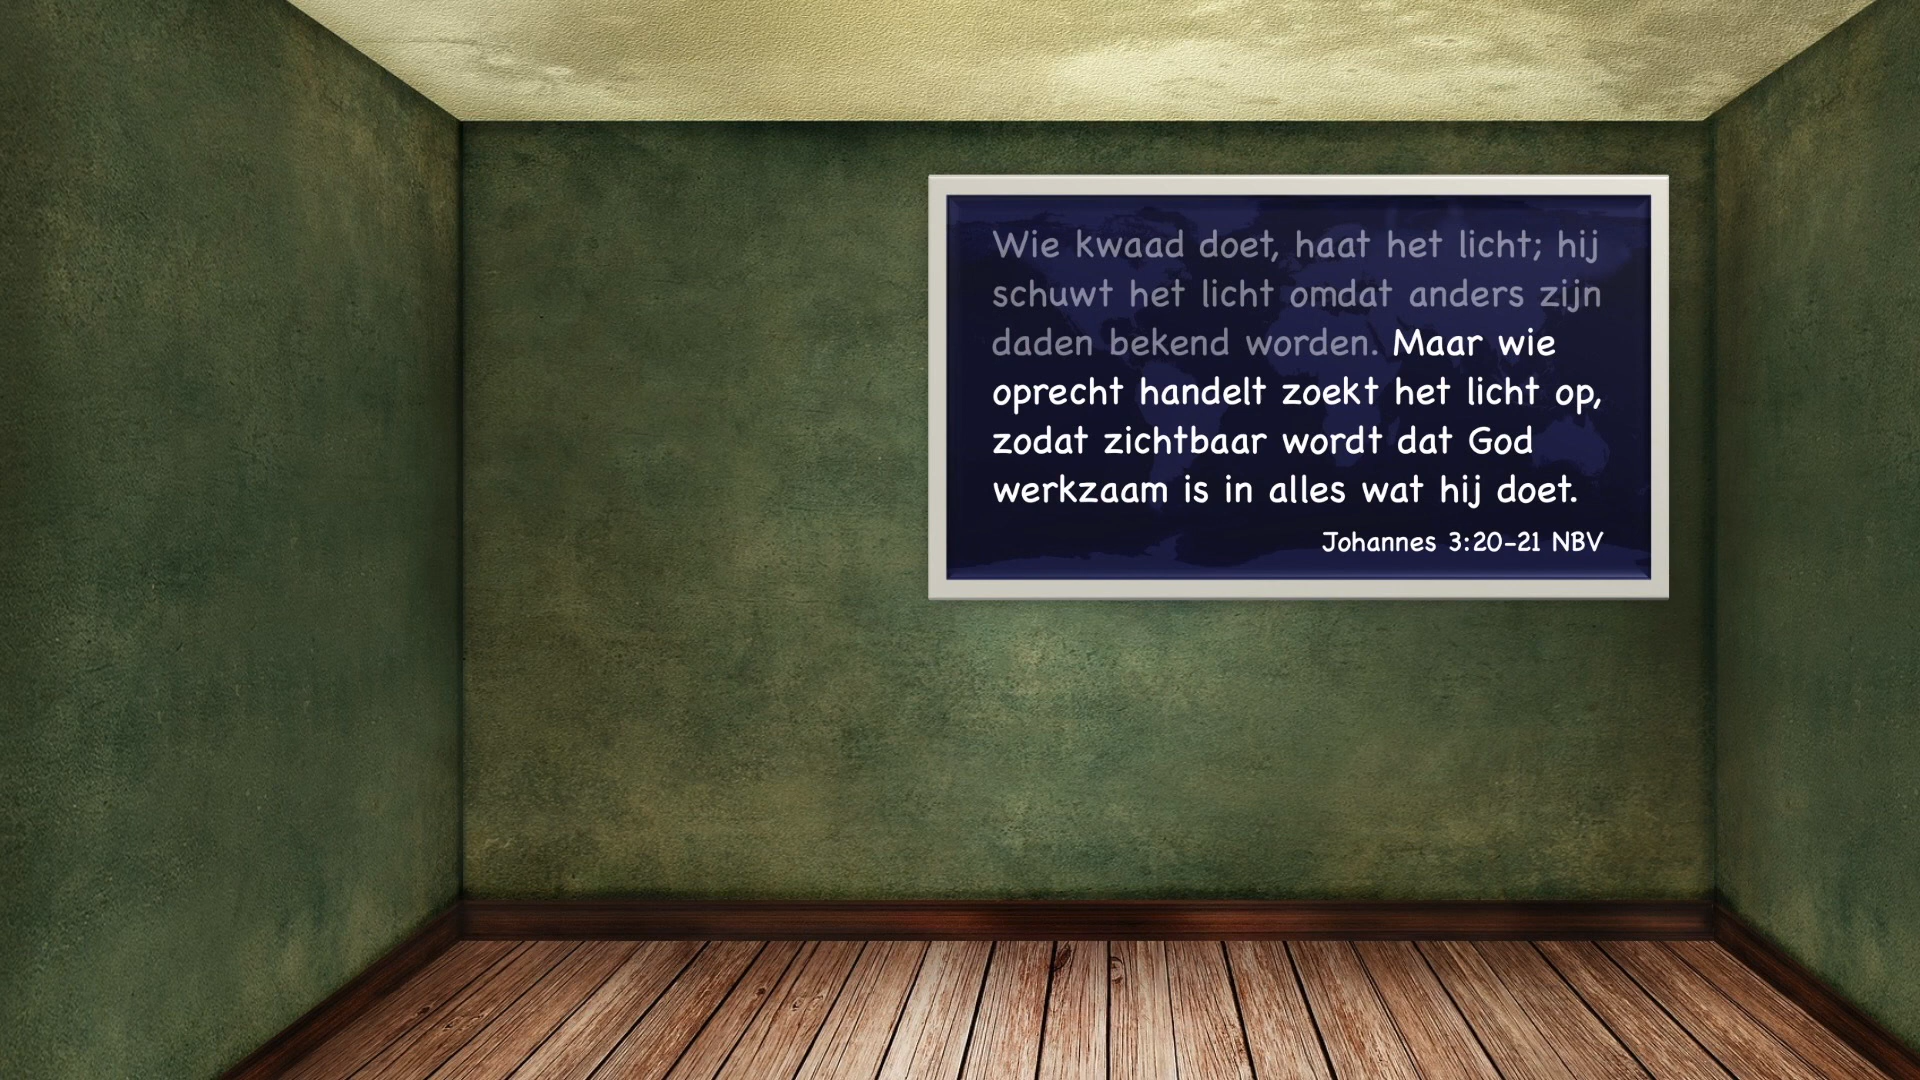 Wie kwaad doet, haat het licht; hij
schuwt het licht omdat anders zijn
daden bekend worden. Maar wie
oprecht handelt zoekt het licht op,
zodat zichtbaar wordt dat God
werkzaam is in alles wat hij doet.
Johannes 3:20-21 NBV